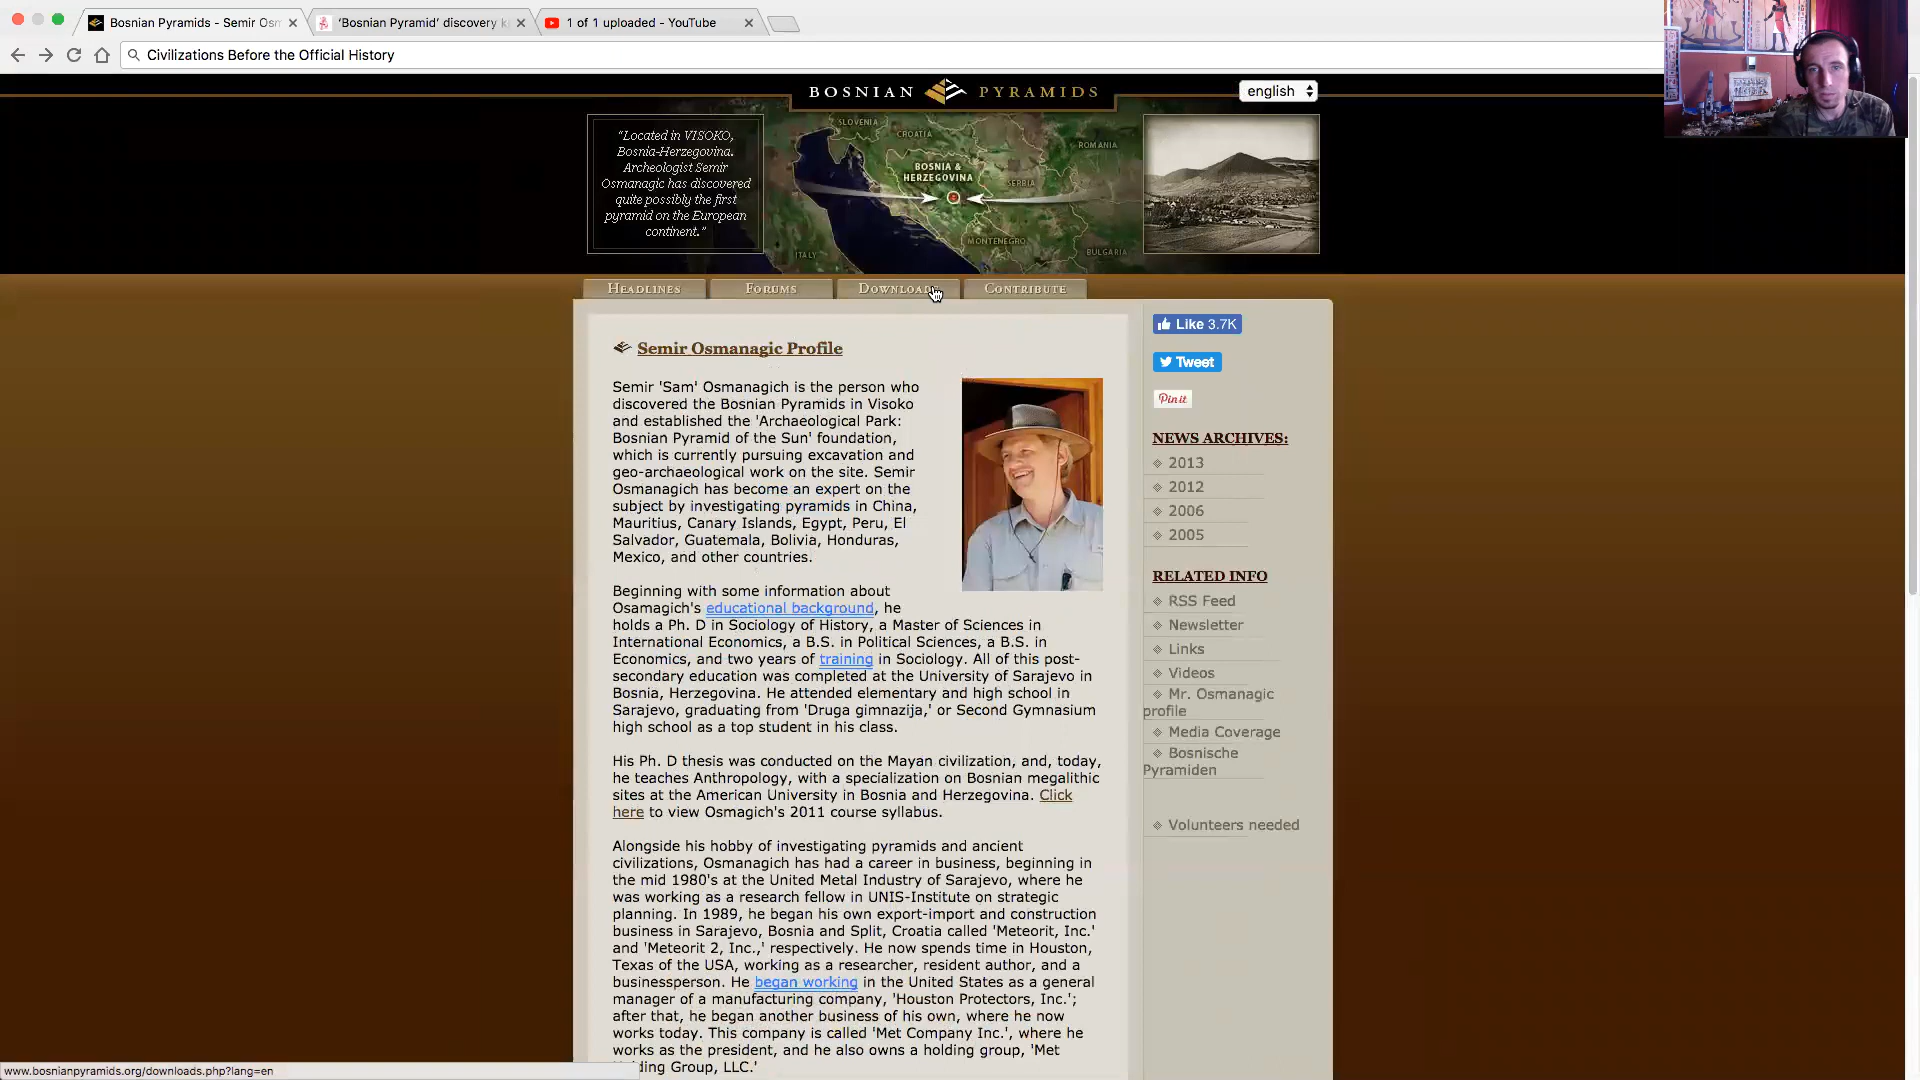 Bosnian Pyramids - Semir Osm
'Bosnian Pyramid' discovery k
1 of 1 uploaded - YouTube
Civilizations Before the Official History
BOSNIAN PYRAMIDS
english
"Located in VISOKO,
Bosnia-Herzegovina.
Archeologist Semir
Osmanagic has discovered
quite possibly the first
pyramid on the European
continent."
SLOVENIA
CROATIA
ROMANIA
BOSNIA &
HERZEGOVINA
SERBIA
MONTENEGRO
ITALY
BULGARIA
HEADLINES
FORUMS
DOWNLOADS
CONTRIBUTE
Semir Osmanagic Profile
Semir 'Sam' Osmanagich is the person who
discovered the Bosnian Pyramids in Visoko
and established the 'Archaeological Park:
Bosnian Pyramid of the Sun' foundation,
which is currently pursuing excavation and
geo-archaeological work on the site. Semir
Osmanagich has become an expert on the
subject by investigating pyramids in China,
Mauritius, Canary Islands, Egypt, Peru, El
Salvador, Guatemala, Bolivia, Honduras,
Mexico, and other countries.
Beginning with some information about
Osamagich's educational background, he
holds a Ph. D in Sociology of History, a Master of Sciences in
International Economics, a B.S. in Political Sciences, a B.S. in
Economics, and two years of training in Sociology. All of this post-
secondary education was completed at the University of Sarajevo in
Bosnia, Herzegovina. He attended elementary and high school in
Sarajevo, graduating from 'Druga gimnazija,' or Second Gymnasium
high school as a top student in his class.
His Ph. D thesis was conducted on the Mayan civilization, and, today,
he teaches Anthropology, with a specialization on Bosnian megalithic
sites at the American University in Bosnia and Herzegovina. Click
here to view Osmagich's 2011 course syllabus.
Alongside his hobby of investigating pyramids and ancient
civilizations, Osmanagich has had a career in business, beginning in
the mid 1980's at the United Metal Industry of Sarajevo, where he
was working as a research fellow in UNIS-Institute on strategic
planning. In 1989, he began his own export-import and construction
business in Sarajevo, Bosnia and Split, Croatia called 'Meteorit, Inc.'
and 'Meteorit 2, Inc.,' respectively. He now spends time in Houston,
Texas of the USA, working as a researcher, resident author, and a
businessperson. He began working in the United States as a general
manager of a manufacturing company, 'Houston Protectors, Inc.';
after that, he began another business of his own, where he now
works today. This company is called 'Met Company Inc.', where he
works as the president, and he also owns a holding group, 'Met
ding Group, LLC.'
Like 3.7K
Tweet
Pin it
NEWS ARCHIVES:
2013
2012
2006
2005
RELATED INFO
RSS Feed
Newsletter
Links
Videos
Mr. Osmanagic
profile
Media Coverage
Bosnische
Pyramiden
Volunteers needed
www.bosnianpyramids.org/downloads.php?lang=en